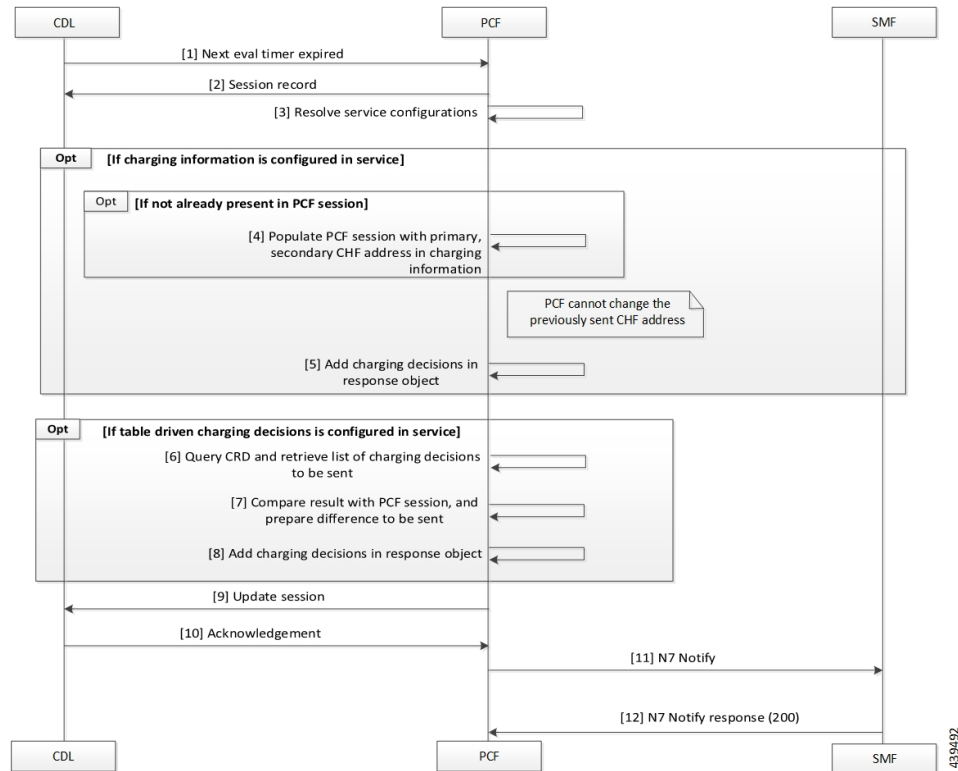 CDL
PCF
SMF
[1] Next eval timer expired
[2] Session record
[3] Resolve service configurations
Opt
[If charging information is configured in service]
Opt
[If not already present in PCF session]
[4] Populate PCF session with primary,
secondary CHF address in charging
information
PCF cannot change the
previously sent CHF address
[5] Add charging decisions in
response object
Opt
[If table driven charging decisions is configured in service]
[6] Query CRD and retrieve list of charging decisions
to be sent
[7] Compare result with PCF session, and
prepare difference to be sent
[8] Add charging decisions in response object
[9] Update session
[10] Acknowledgement
[11] N7 Notify
[12] N7 Notify response (200)
CDL
PCF
SMF
439492